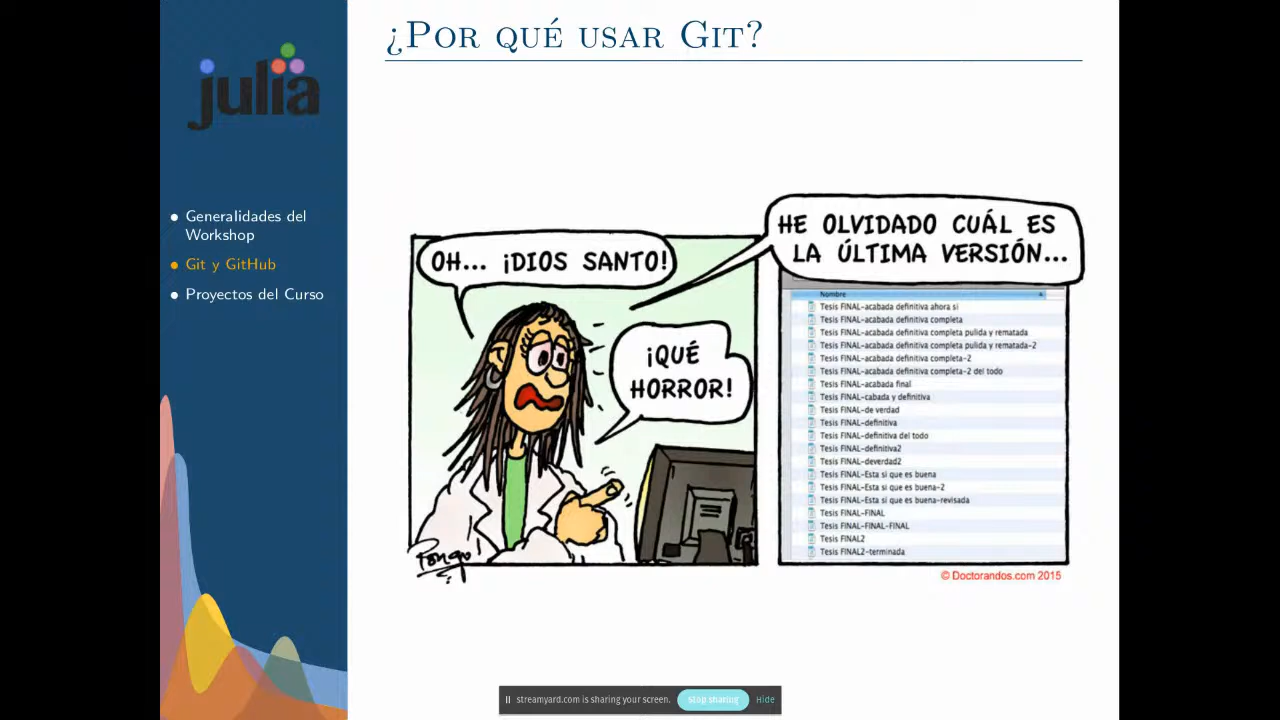 ¿Por qué usar Git?
julia
Generalidades del
Workshop
Git y GitHub
Proyectos del Curso
OH... ¡DIOS SANTO!
HE OLVIDADO CUÁL ES
LA ÚLTIMA VERSIÓN...
¡QUÉ
HORROR!
Nombre
Tesis FINAL-acabada definitiva ahora si
Tesis FINAL-acabada definitiva completa
Tesis FINAL-acabada definitiva completa pulida y rematada
Tesis FINAL-acabada definitiva completa pulida y rematada-2
Tesis FINAL-acabada definitiva completa-2
Tesis FINAL-acabada definitiva completa-2 del todo
Tesis FINAL-acabada final
Tesis FINAL-cabada y definitiva
Tesis FINAL-de verdad
Tesis FINAL-definitiva
Tesis FINAL-definitiva del todo
Tesis FINAL-definitiva2
Tesis FINAL-deverdad2
Tesis FINAL-Esta si que es buena
Tesis FINAL-Esta si que es buena-2
Tesis FINAL-Esta si que es buena-revisada
Tesis FINAL-FINAL
Tesis FINAL-FINAL-FINAL
Tesis FINAL2
Tesis FINAL2-terminada
Pongo!
© Doctorandos.com 2015
streamyard.com is sharing your screen.
Stop sharing
Hide